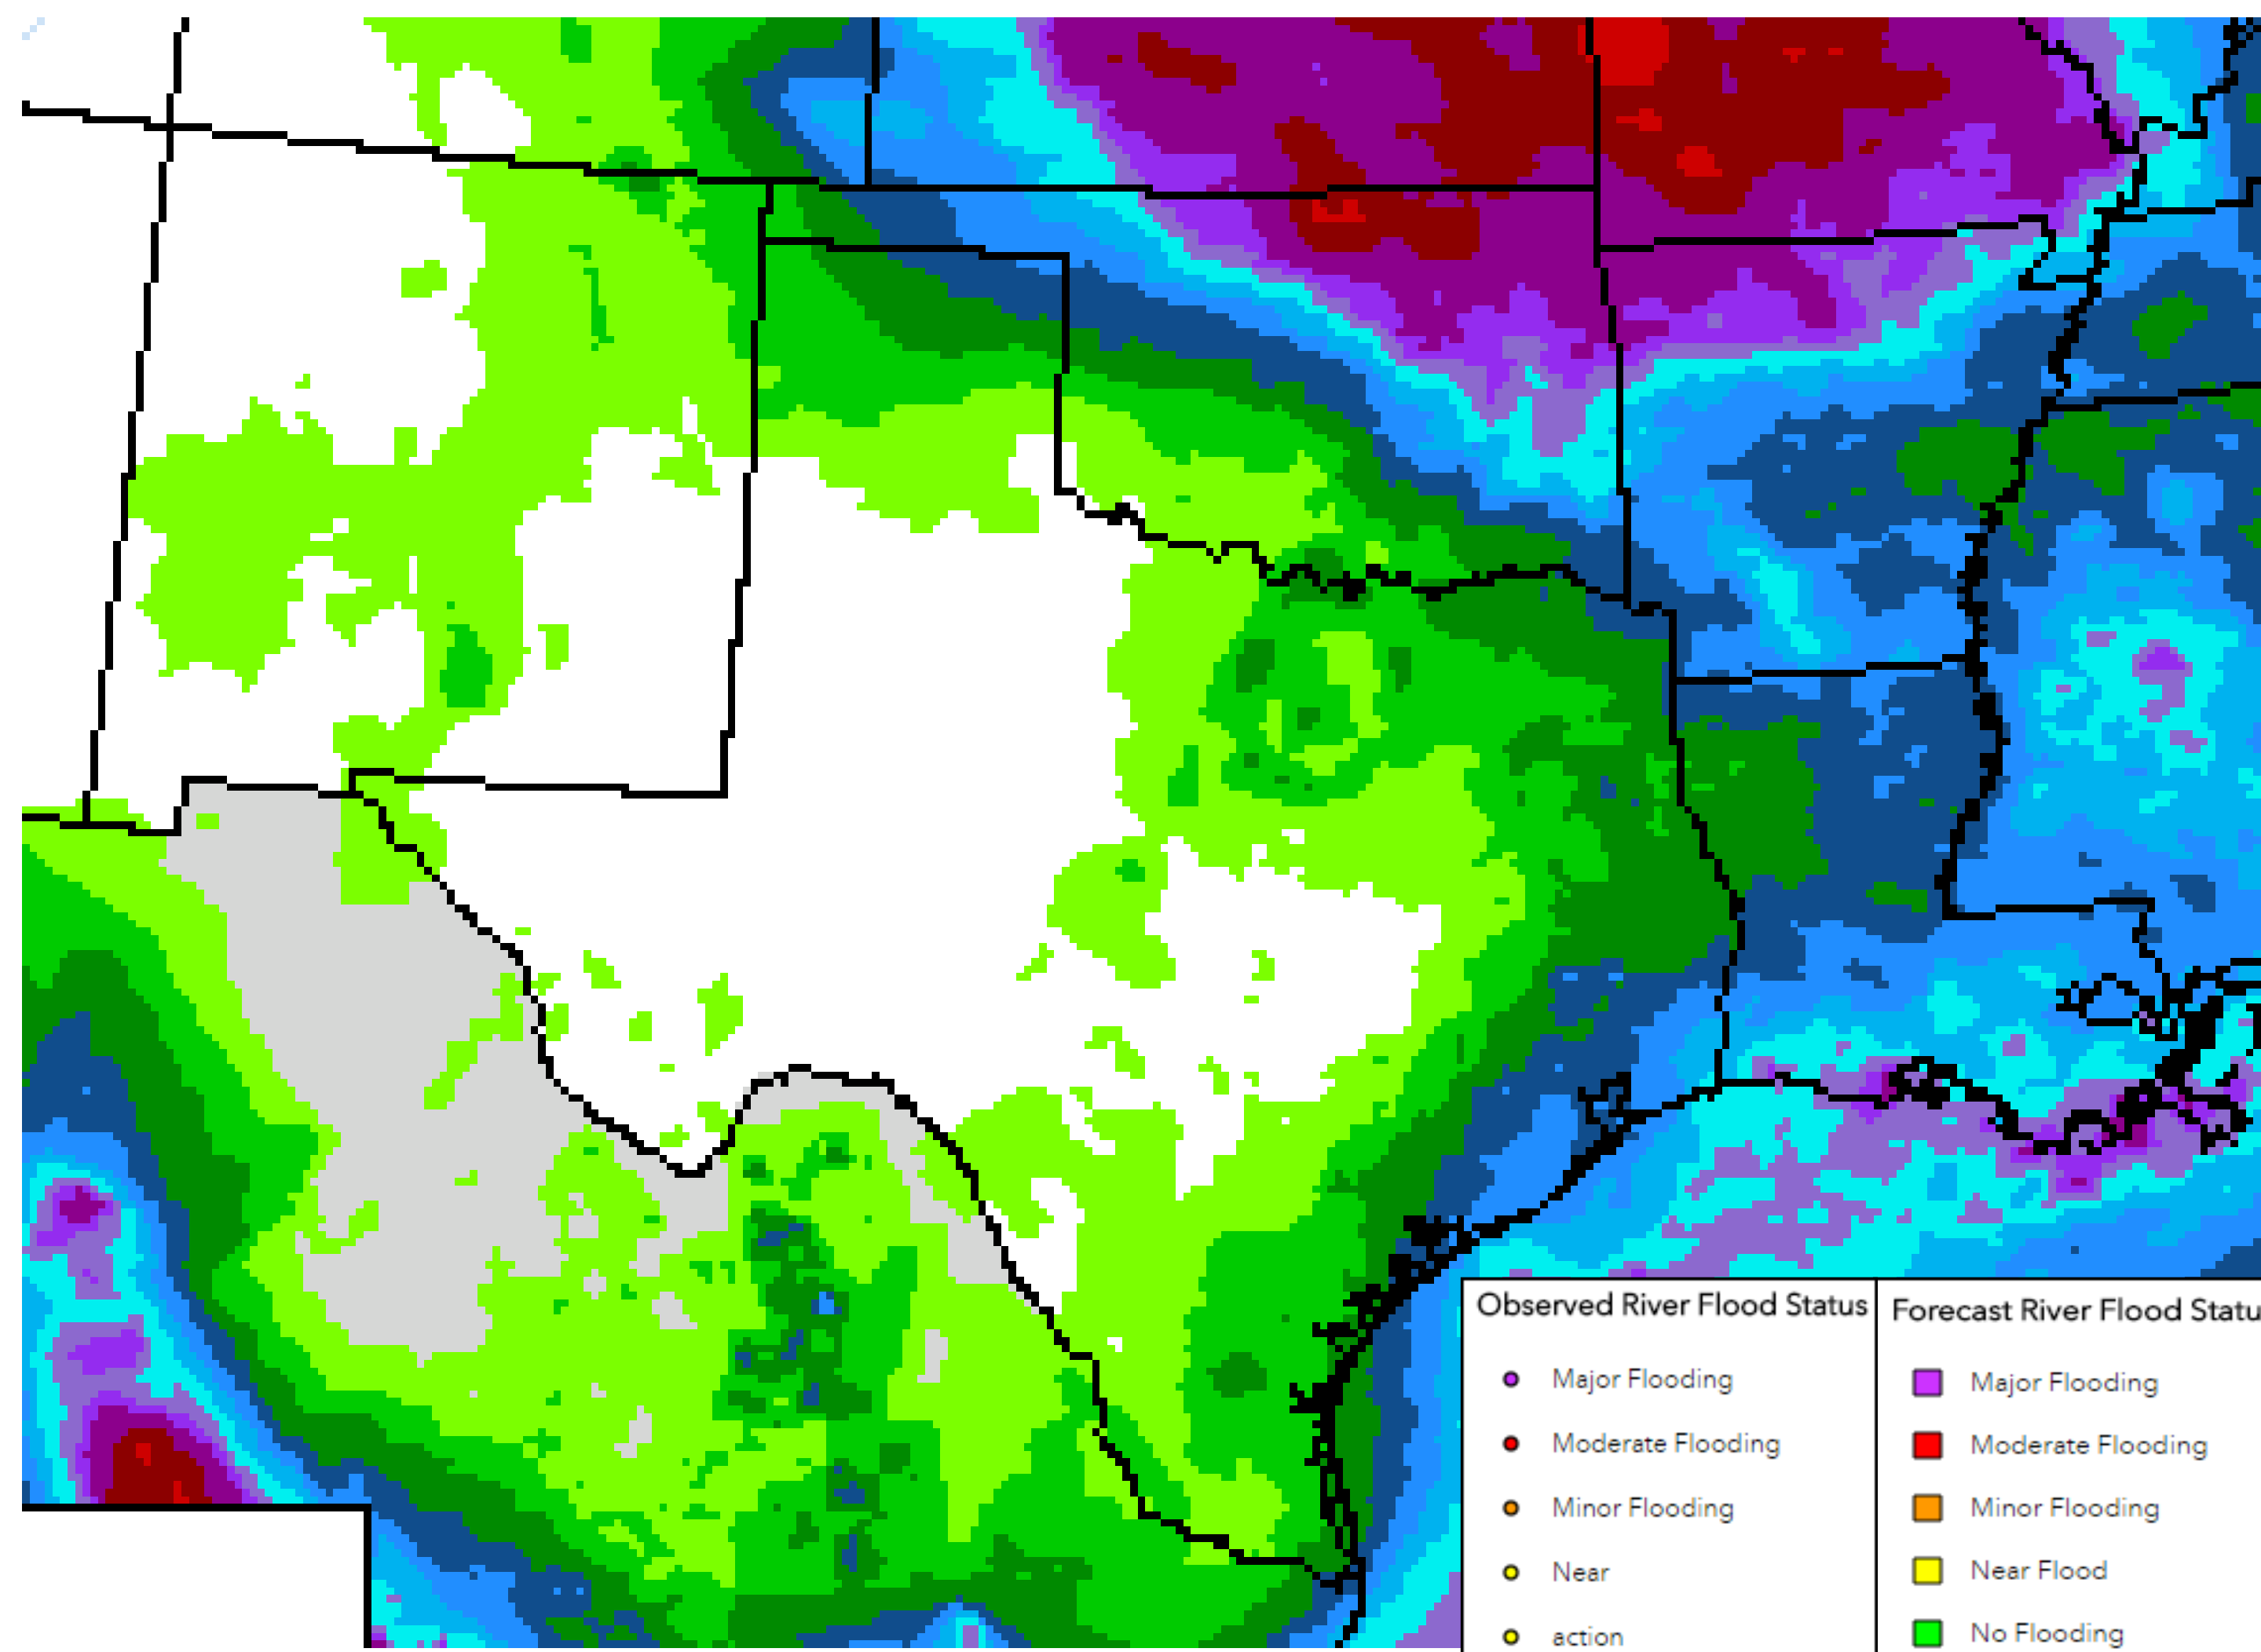 Observed River Flood Status
Major Flooding
Moderate Flooding
Minor Flooding
Near
action
Forecast River Flood Statu
Major Flooding
Moderate Flooding
Minor Flooding
Near Flood
No Flooding